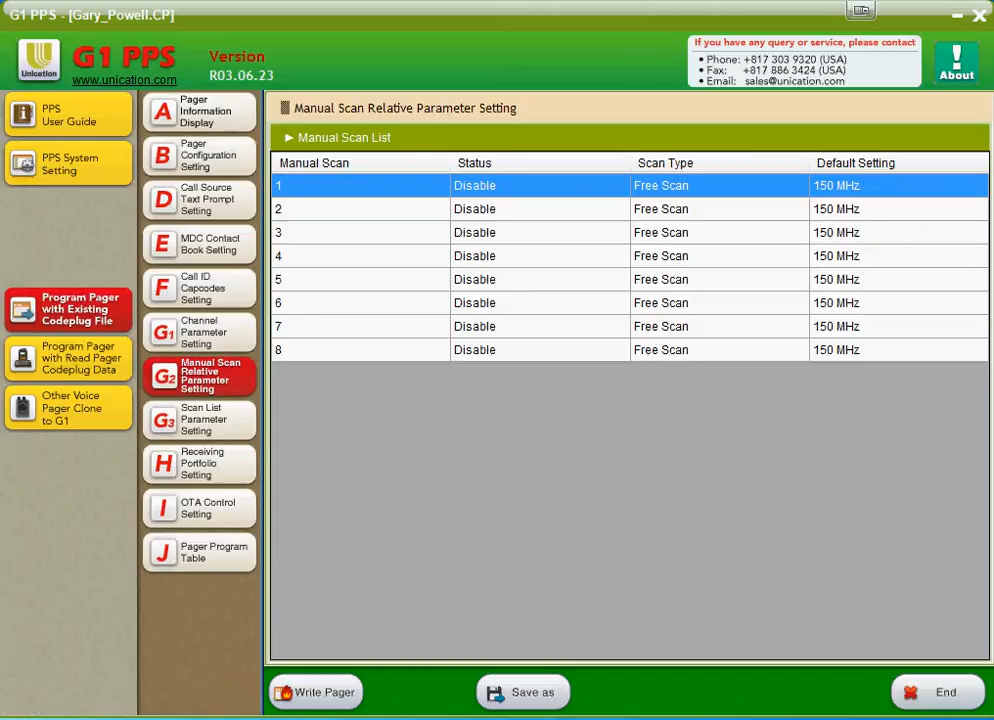 G1 PPS - [Gary_Powell.CP]
Unication
G1 PPS
www.unication.com
Version
R03.06.23
If you have any query or service, please contact
• Phone: +817 303 9320 (USA)
• Fax: +817 886 3424 (USA)
• Email: sales@unication.com
About
PPS
User Guide
PPS System
Setting
Program Pager
with Existing
Codeplug File
Program Pager
with Read Pager
Codeplug Data
Other Voice
Pager Clone
to G1
A Pager
Information
Display
B Pager
Configuration
Setting
D Call Source
Text Prompt
Setting
E MDC Contact
Book Setting
F Call ID
Capcodes
Setting
G1 Channel
Parameter
Setting
G2 Manual Scan
Relative
Parameter
Setting
G3 Scan List
Parameter
Setting
H Receiving
Portfolio
Setting
I OTA Control
Setting
J Pager Program
Table
Manual Scan Relative Parameter Setting
► Manual Scan List
Manual Scan Status Scan Type Default Setting
1 Disable Free Scan 150 MHz
2 Disable Free Scan 150 MHz
3 Disable Free Scan 150 MHz
4 Disable Free Scan 150 MHz
5 Disable Free Scan 150 MHz
6 Disable Free Scan 150 MHz
7 Disable Free Scan 150 MHz
8 Disable Free Scan 150 MHz
Write Pager
Save as
End